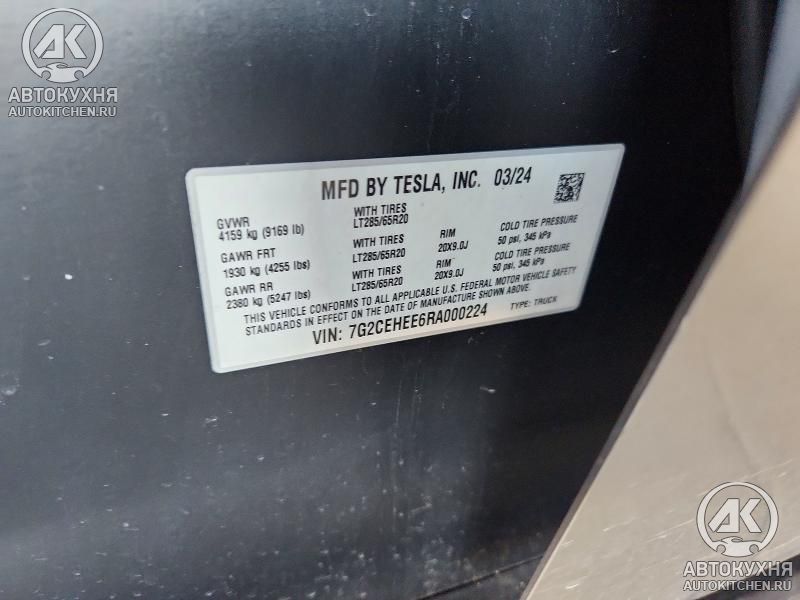 AK
АВТОКУХНЯ
AUTOKITCHEN.RU
MFD BY TESLA, INC. 03/24
GVWR WITH TIRES
4159 kg (9169 lb) LT285/65R20
GAWR FRT WITH TIRES RIM COLD TIRE PRESSURE
1930 kg (4255 lbs) LT285/65R20 20X9.0J 50 psi, 345 kPa
GAWR RR WITH TIRES RIM COLD TIRE PRESSURE
2380 kg (5247 lbs) LT285/65R20 20X9.0J 50 psi, 345 kPa
THIS VEHICLE CONFORMS TO ALL APPLICABLE U.S. FEDERAL MOTOR VEHICLE SAFETY
STANDARDS IN EFFECT ON THE DATE OF MANUFACTURE SHOWN ABOVE.
VIN: 7G2CEHEE6RA000224 TYPE: TRUCK
AK
АВТОКУХНЯ
AUTOKITCHEN.RU